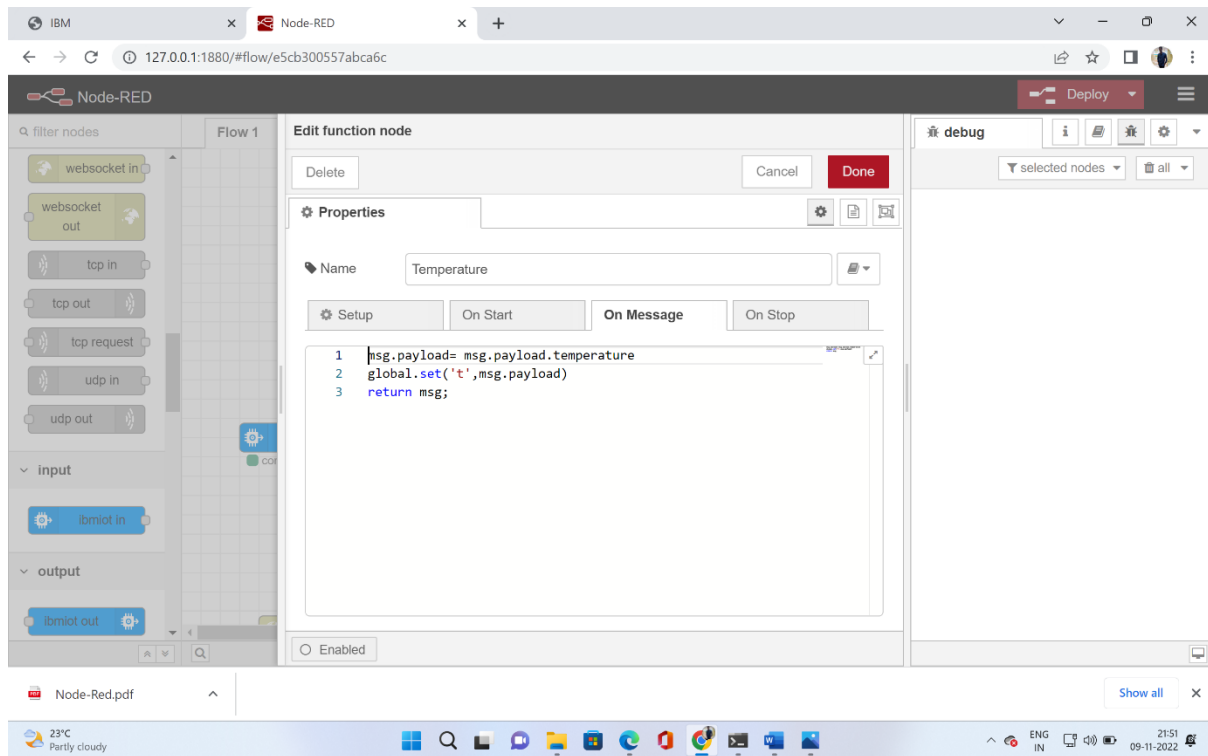 IBM
Node-RED
127.0.0.1:1880/#flow/e5cb300557abca6c
Node-RED
Deploy
filter nodes
Flow 1
Edit function node
debug
i
websocket in
websocket
out
tcp in
tcp out
tcp request
udp in
udp out
input
ibmiot in
output
ibmiot out
Delete
Cancel
Done
selected nodes
all
Properties
Name
Temperature
Setup
On Start
On Message
On Stop
1 msg.payload= msg.payload.temperature
2 global.set('t',msg.payload)
3 return msg;
con
Enabled
Node-Red.pdf
Show all
23°C
Partly cloudy
ENG
IN
21:51
09-11-2022